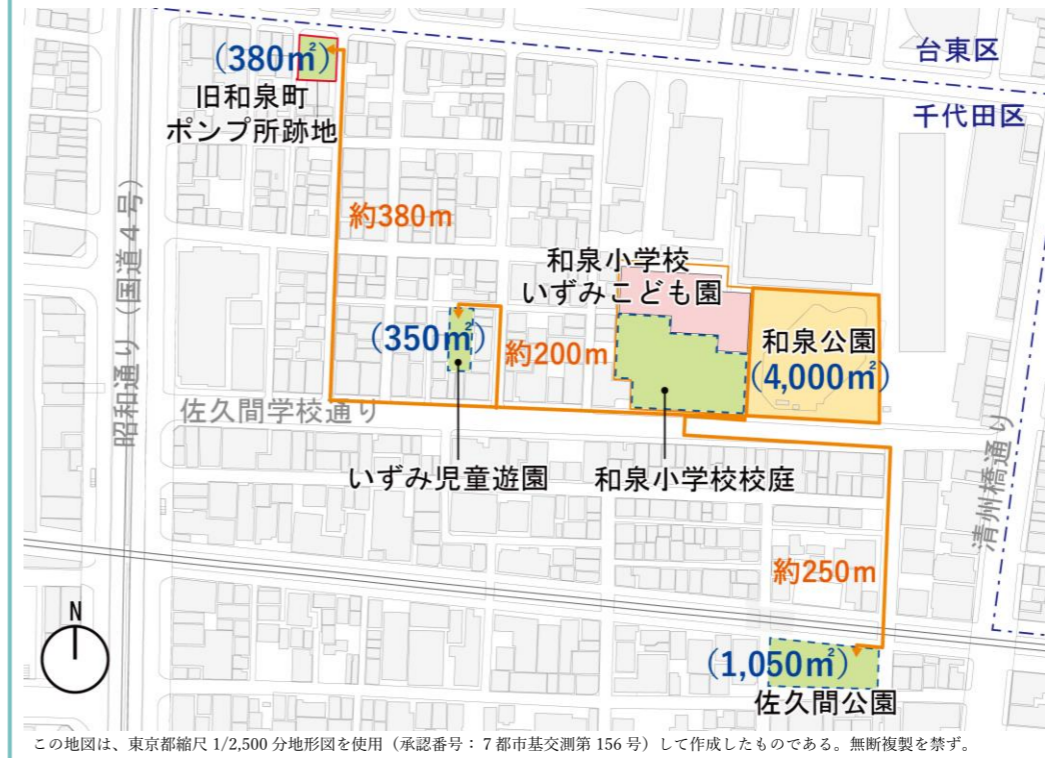 台東区
千代田区
（380㎡）
旧和泉町
ポンプ所跡地
約380m
昭和通り（国道４号）
和泉小学校
いずみこども園
（350㎡）
約200m
和泉公園
（4,000㎡）
佐久間学校通り
いずみ児童遊園
和泉小学校校庭
清州橋通り
約250m
N
（1,050㎡）
佐久間公園
この地図は、東京都縮尺 1/2,500 分地形図を使用（承認番号：７都市基交測第 156 号）して作成したものである。無断複製を禁ず。